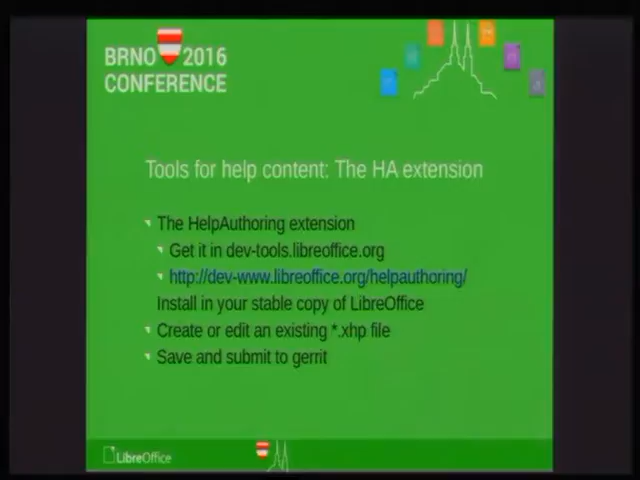 BRNO 2016
CONFERENCE
Tools for help content: The HA extension
The HelpAuthoring extension
Get it in dev-tools.libreoffice.org
http://dev-www.libreoffice.org/helpauthoring/
Install in your stable copy of LibreOffice
Create or edit an existing *.xhp file
Save and submit to gerrit
LibreOffice